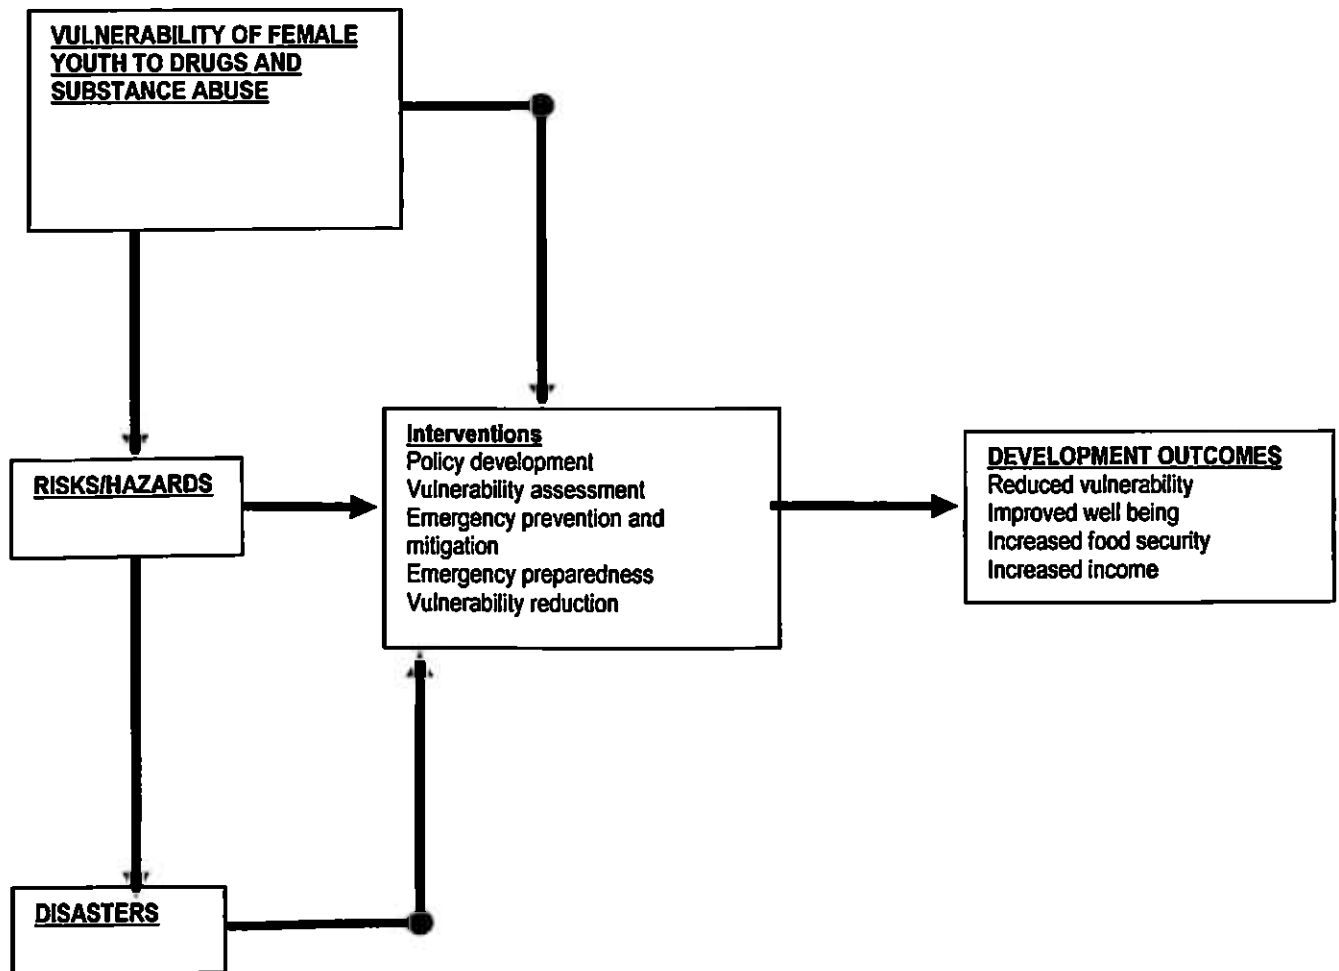 VULNERABILITY OF FEMALE
YOUTH TO DRUGS AND
SUBSTANCE ABUSE
RISKS/HAZARDS
Interventions
Policy development
Vulnerability assessment
Emergency prevention and
mitigation
Emergency preparedness
Vulnerability reduction
DEVELOPMENT OUTCOMES
Reduced vulnerability
Improved well being
Increased food security
Increased income
DISASTERS